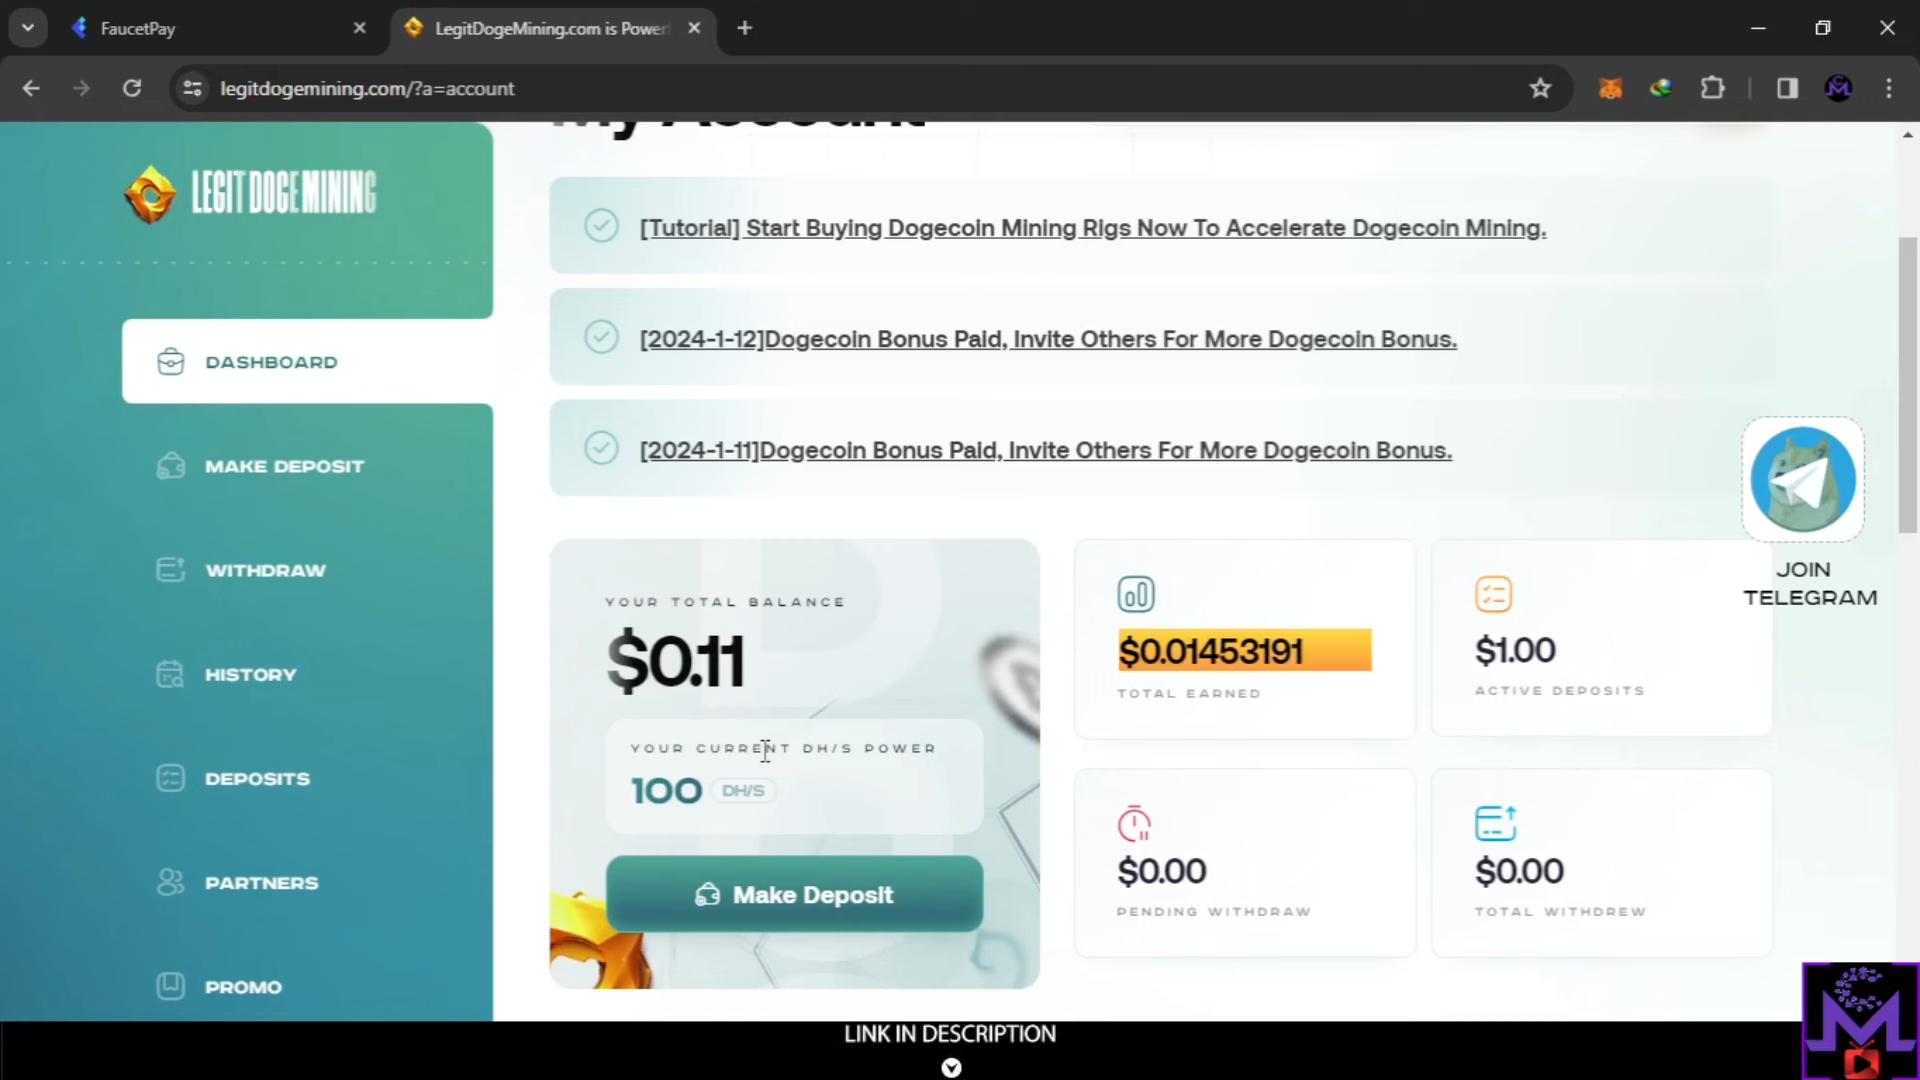 FaucetPay
LegitDogeMining.com is Power
legitdogemining.com/?a=account
My Account
LEGIT DOGE MINING
[Tutorial] Start Buying Dogecoin Mining Rigs Now To Accelerate Dogecoin Mining.
DASHBOARD
[2024-1-12]Dogecoin Bonus Paid, Invite Others For More Dogecoin Bonus.
MAKE DEPOSIT
[2024-1-11]Dogecoin Bonus Paid, Invite Others For More Dogecoin Bonus.
WITHDRAW
HISTORY
DEPOSITS
PARTNERS
PROMO
YOUR TOTAL BALANCE
$0.11
YOUR CURRENT DH/S POWER
100 DH/S
Make Deposit
$0.01453191
TOTAL EARNED
$1.00
ACTIVE DEPOSITS
$0.00
PENDING WITHDRAW
$0.00
TOTAL WITHDREW
JOIN
TELEGRAM
LINK IN DESCRIPTION